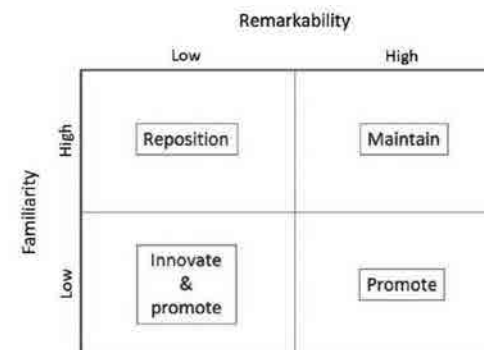 Remarkability
Low High
High
Reposition Maintain
Familiarity
Low
Innovate
&
promote
Promote